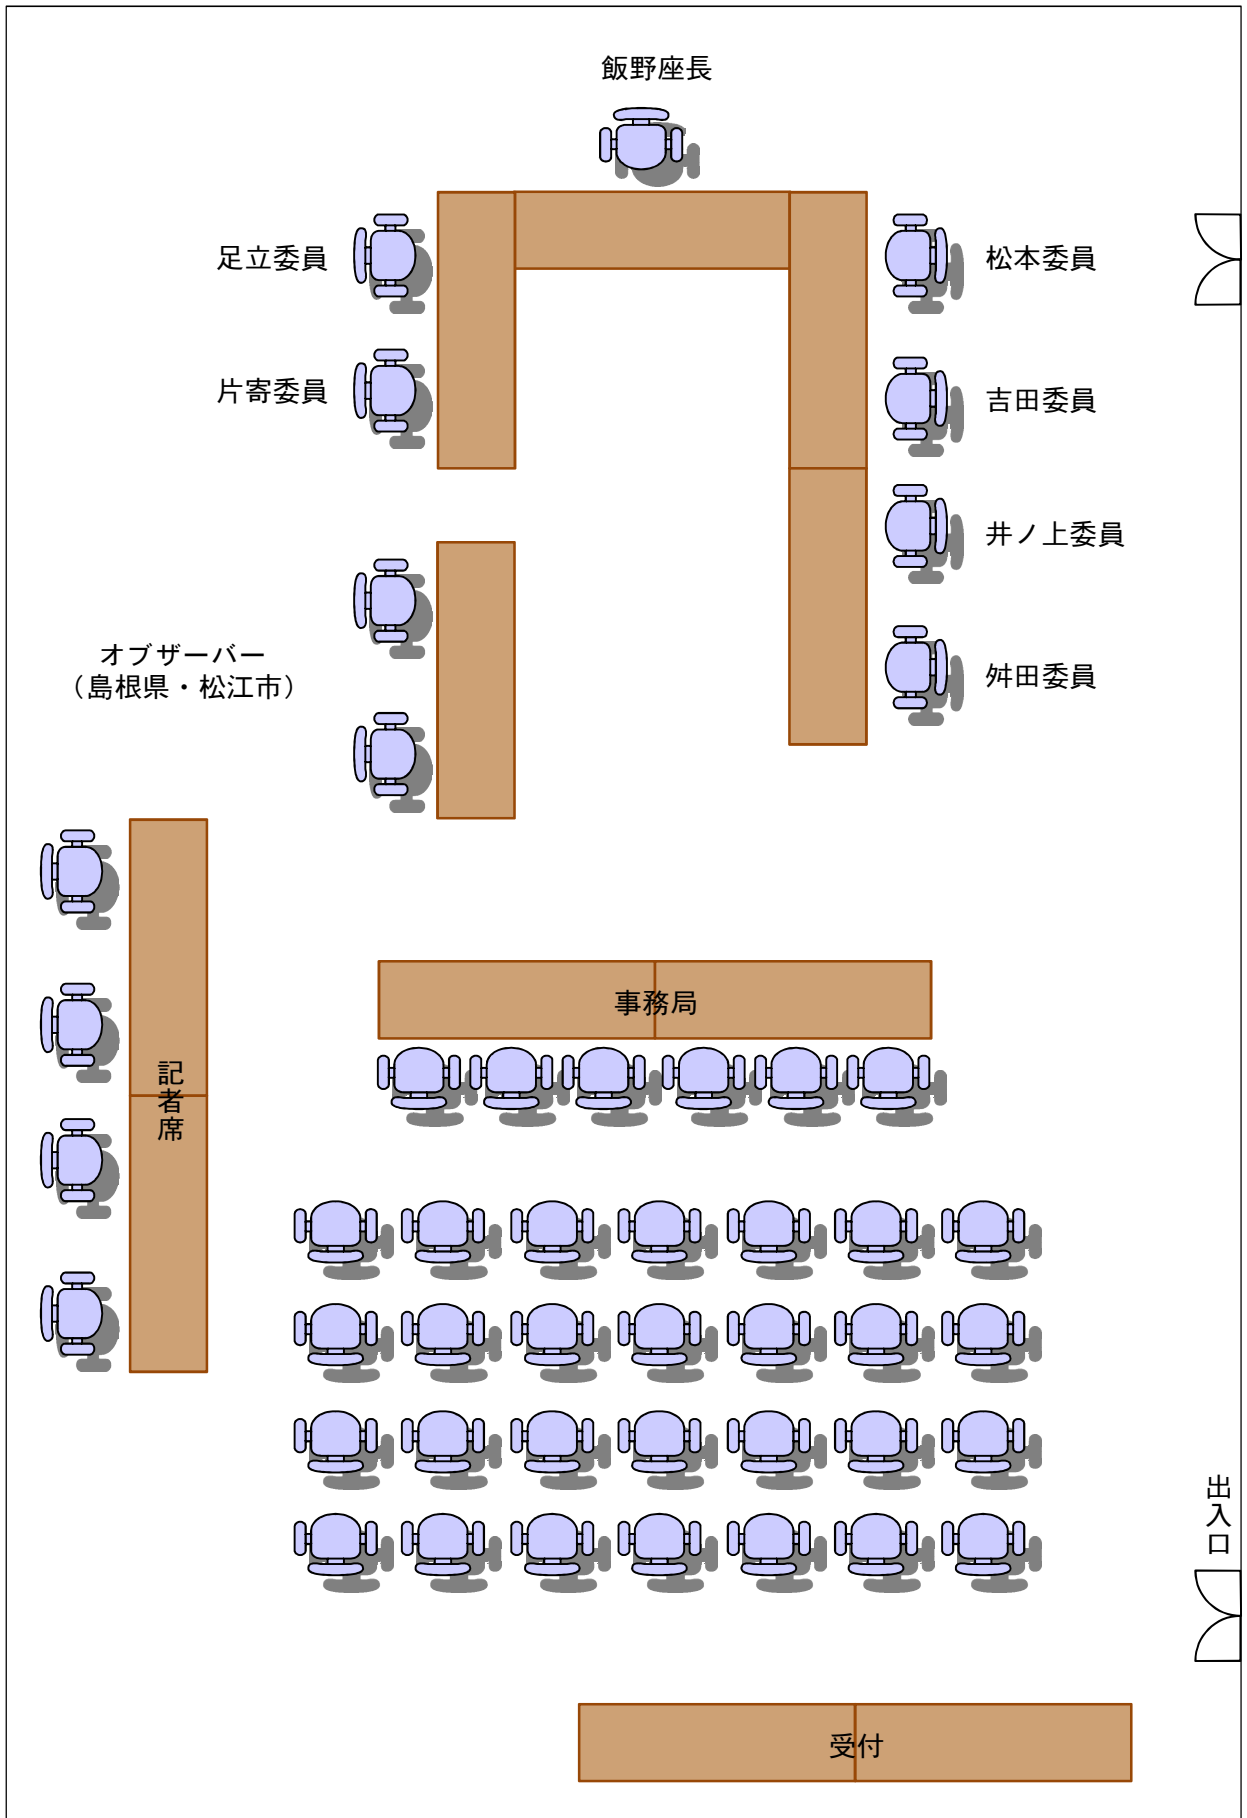 飯野座長
足立委員
松本委員
片寄委員
吉田委員
井ノ上委員
オブザーバー
（島根県・松江市）
舛田委員
事務局
記者席
出入口
受付